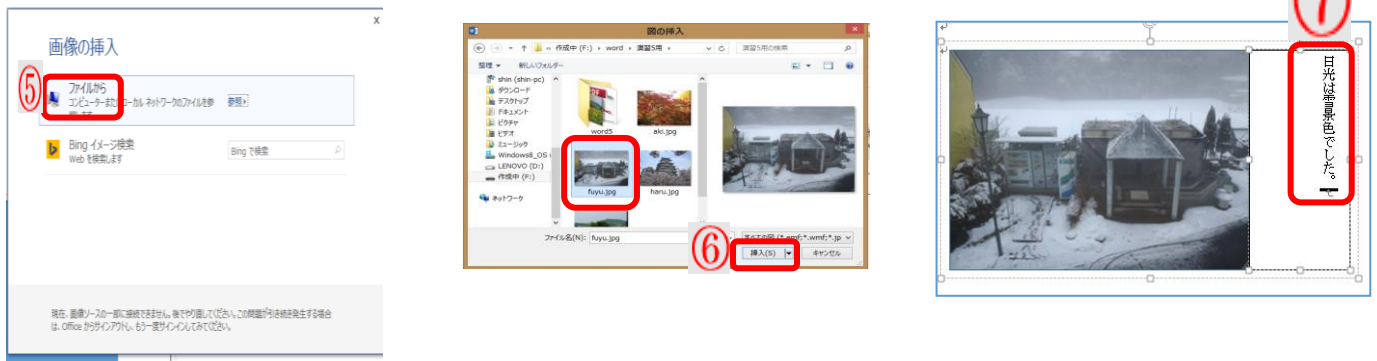 x
画像の挿入
⑤
ファイルから
コンピューターまたはローカル ネットワークのファイルを参照します
参照
Bing イメージ検索
Web を検索します
Bing で検索
現在、画像ソースの一部に接続できません。後でやり直してください。この問題が引き続き発生する場合
は、Office からサインアウトし、もう一度サインインしてみてください。
図の挿入
作成中 (F:) › word › 演習5用
演習5用の検索
整理
新しいフォルダー
shin (shin-pc)
ダウンロード
デスクトップ
ドキュメント
ピクチャ
ビデオ
ミュージック
Windows8_OS
LENOVO (D:)
作成中 (F:)
ネットワーク
word5
aki.jpg
fuyu.jpg
haru.jpg
ファイル名(N):
fuyu.jpg
すべての図 (*.emf;*.wmf;*.jp
⑥
挿入(S)
キャンセル
⑦
日光は雪景色でした。